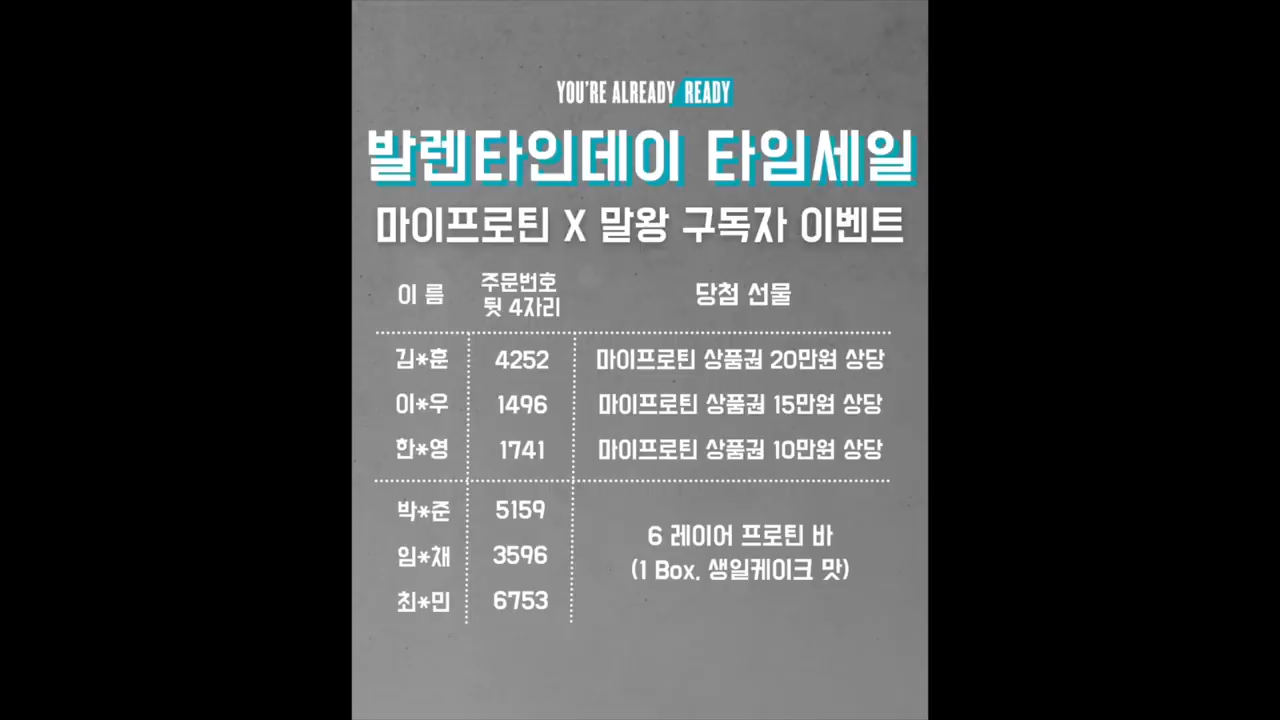 YOU'RE ALREADY READY
발렌타인데이 타임세일
마이프로틴 X 말왕 구독자 이벤트
이 름 주문번호 뒷 4자리 당첨 선물
김*훈 4252 마이프로틴 상품권 20만원 상당
이*우 1496 마이프로틴 상품권 15만원 상당
한*영 1741 마이프로틴 상품권 10만원 상당
박*준 5159
임*채 3596
최*민 6753
6 레이어 프로틴 바
(1 Box, 생일케이크 맛)